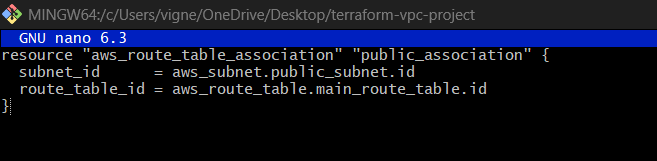 MINGW64:/c/Users/vigne/OneDrive/Desktop/terraform-vpc-project
GNU nano 6.3
resource "aws_route_table_association" "public_association" {
  subnet_id      = aws_subnet.public_subnet.id
  route_table_id = aws_route_table.main_route_table.id
}